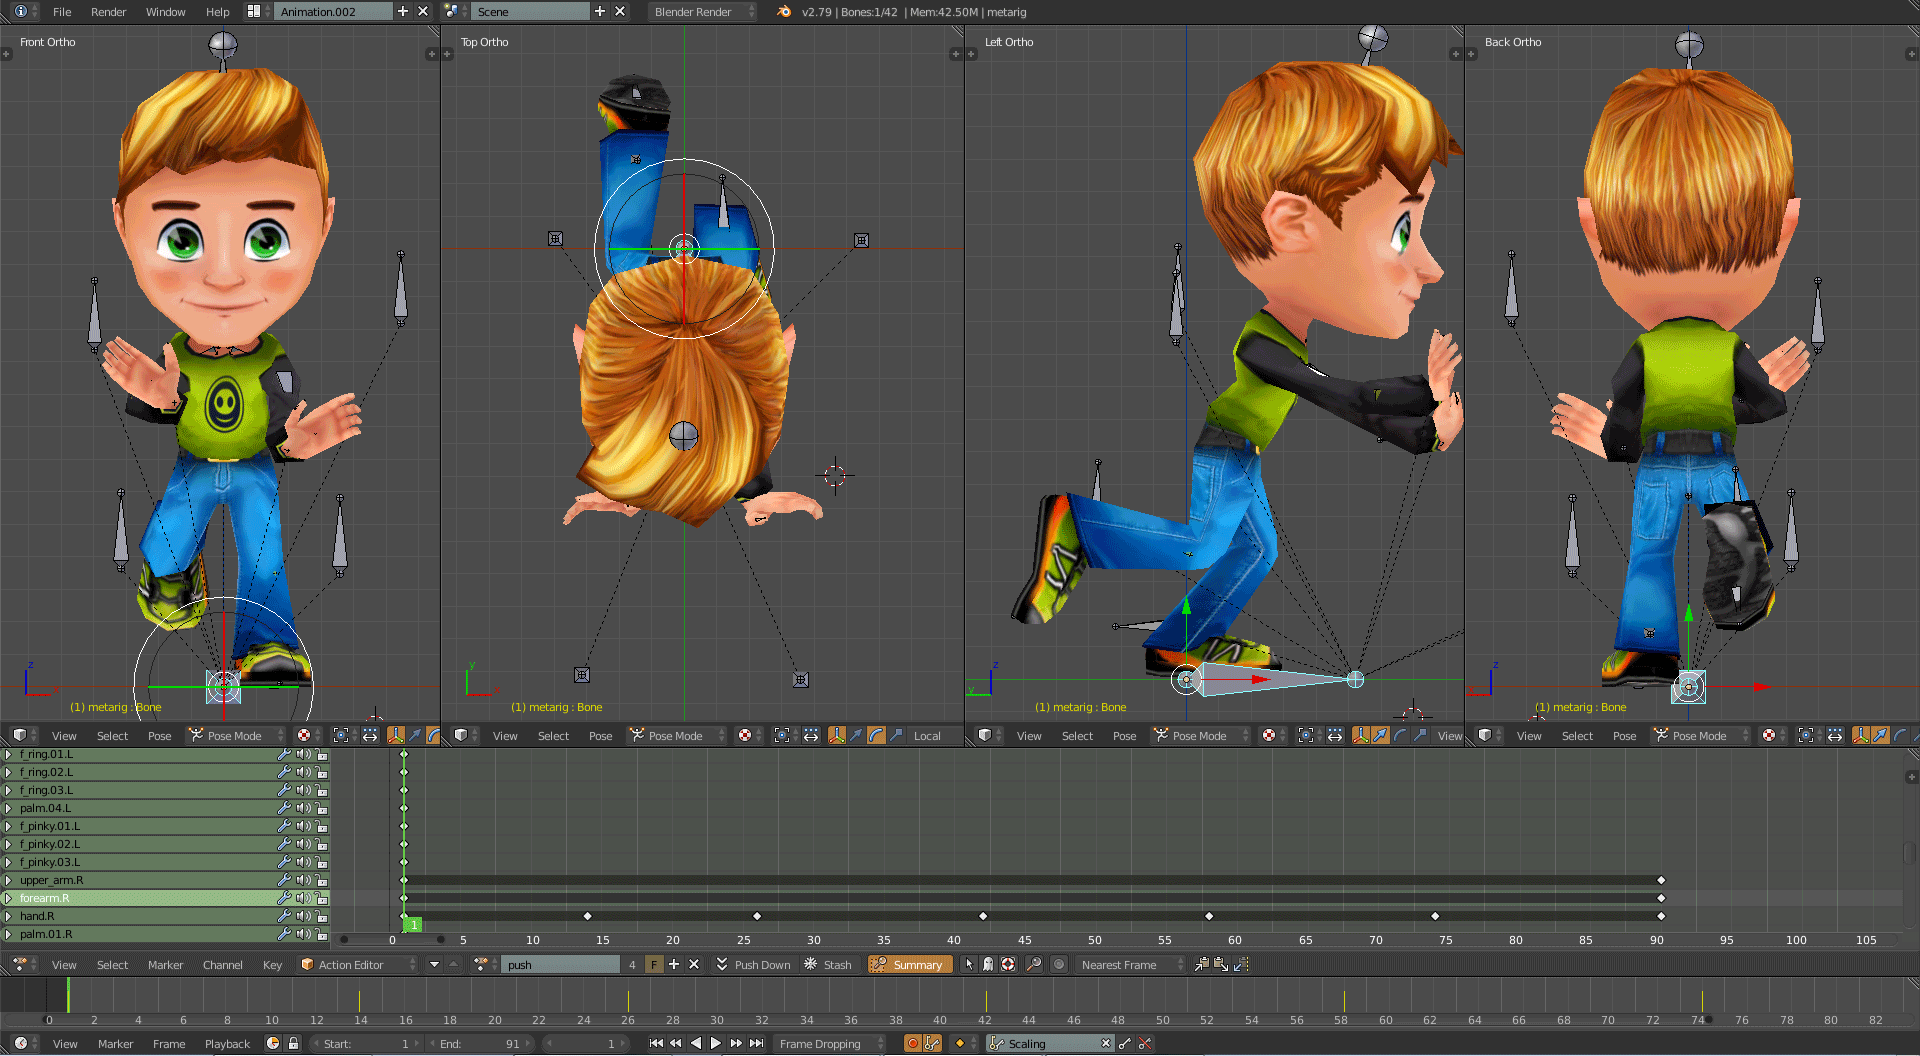 File Render Window Help Animation.002 Scene Blender Render v2.79 | Bones:1/42 | Mem:42.50M | metarig
Front Ortho
Top Ortho
Left Ortho
Back Ortho
z
y
z
y
z
(1) metarig : Bone
(1) metarig : Bone
(1) metarig : Bone
(1) metarig : Bone
View Select Pose Pose Mode
View Select Pose Pose Mode Local
View Select Pose Pose Mode View
View Select Pose Pose Mode
f_ring.01.L
f_ring.02.L
f_ring.03.L
palm.04.L
f_pinky.01.L
f_pinky.02.L
f_pinky.03.L
upper_arm.R
forearm.R
hand.R
palm.01.R
1
0 5 10 15 20 25 30 35 40 45 50 55 60 65 70 75 80 85 90 95 100 105
View Select Marker Channel Key Action Editor push 4 F Push Down Stash Summary Nearest Frame
0 2 4 6 8 10 12 14 16 18 20 22 24 26 28 30 32 34 36 38 40 42 44 46 48 50 52 54 56 58 60 62 64 66 68 70 72 74 76 78 80 82
View Marker Frame Playback Start: 1 End: 91 1 Frame Dropping Scaling